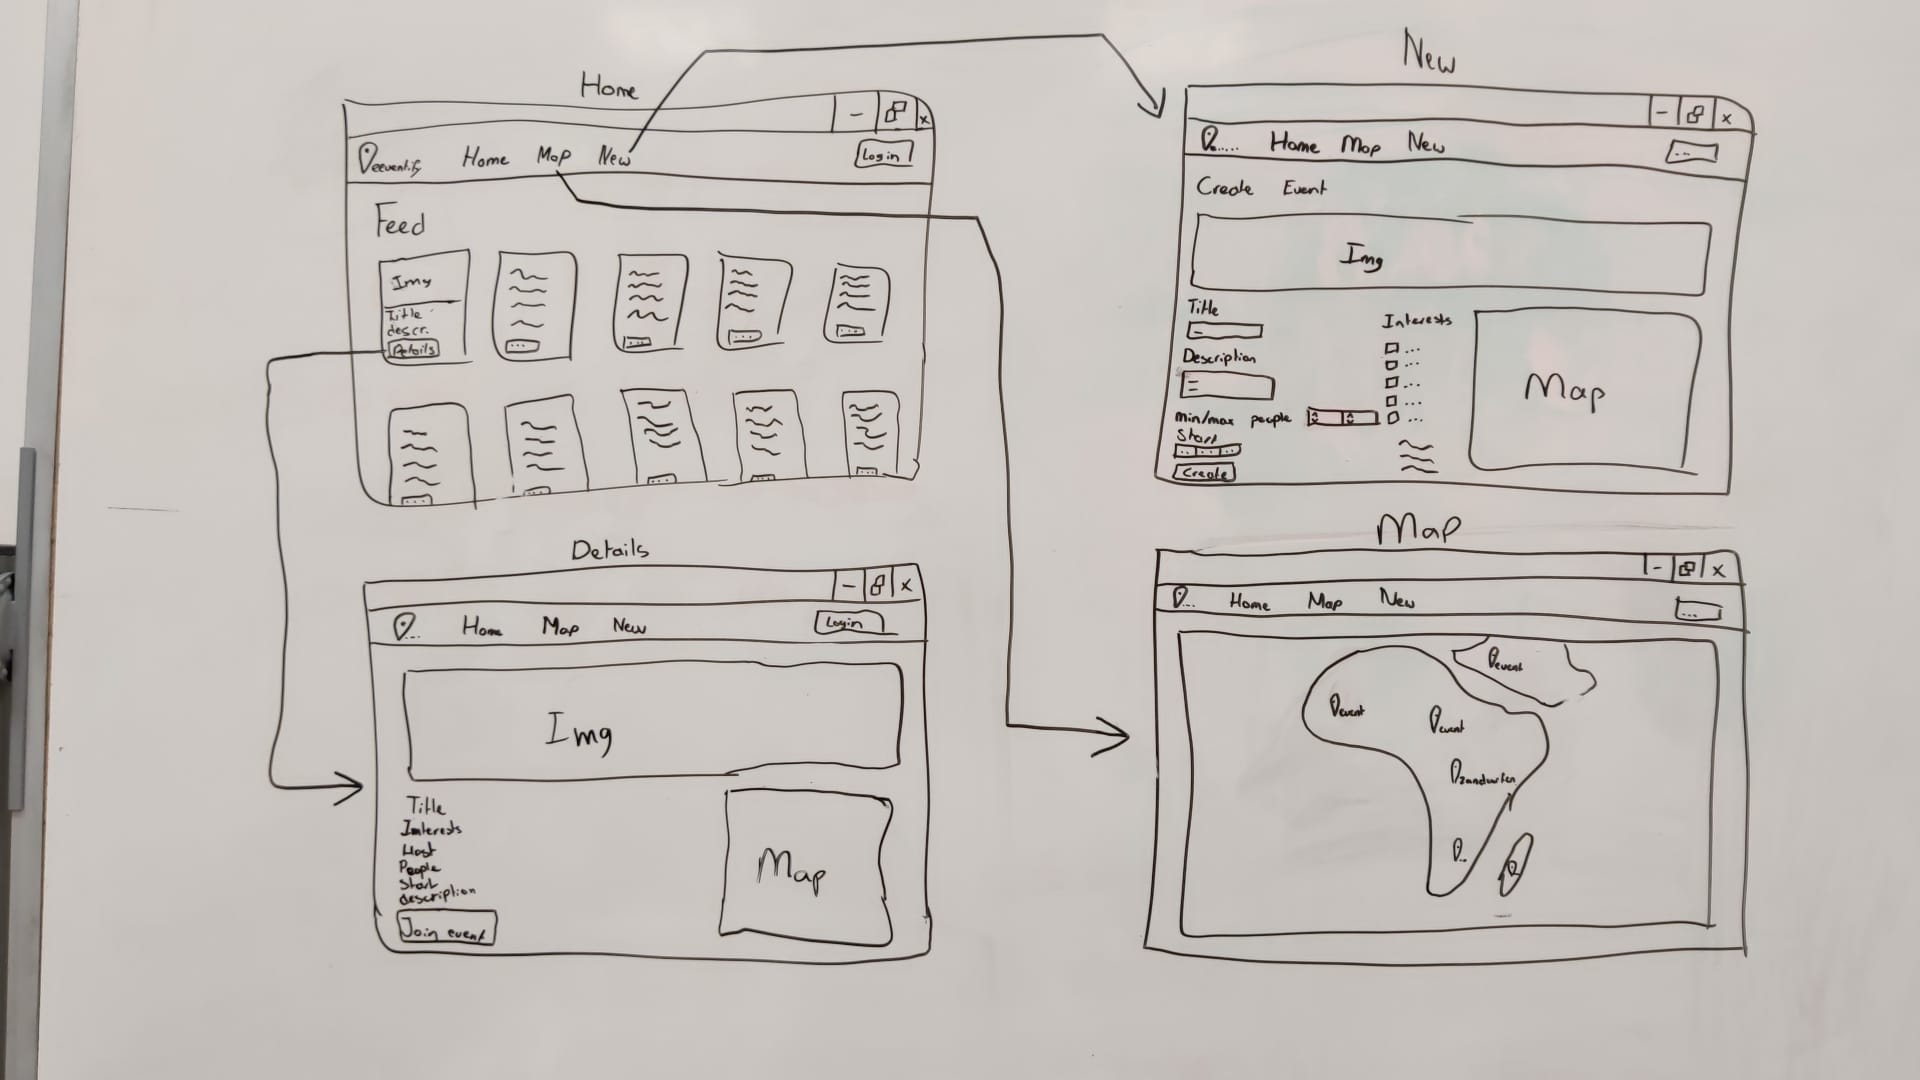 Home
eventify Home Map New Login
Feed
Img
Title
descr.
Details
New
Home Map New
Create Event
Img
Title
Description
min/max people
Start
Create
Interests
Map
Details
Home Map New Login
Img
Title
Interests
Host
People
Start
description
Join event
Map
Map
Home Map New
event
event
event